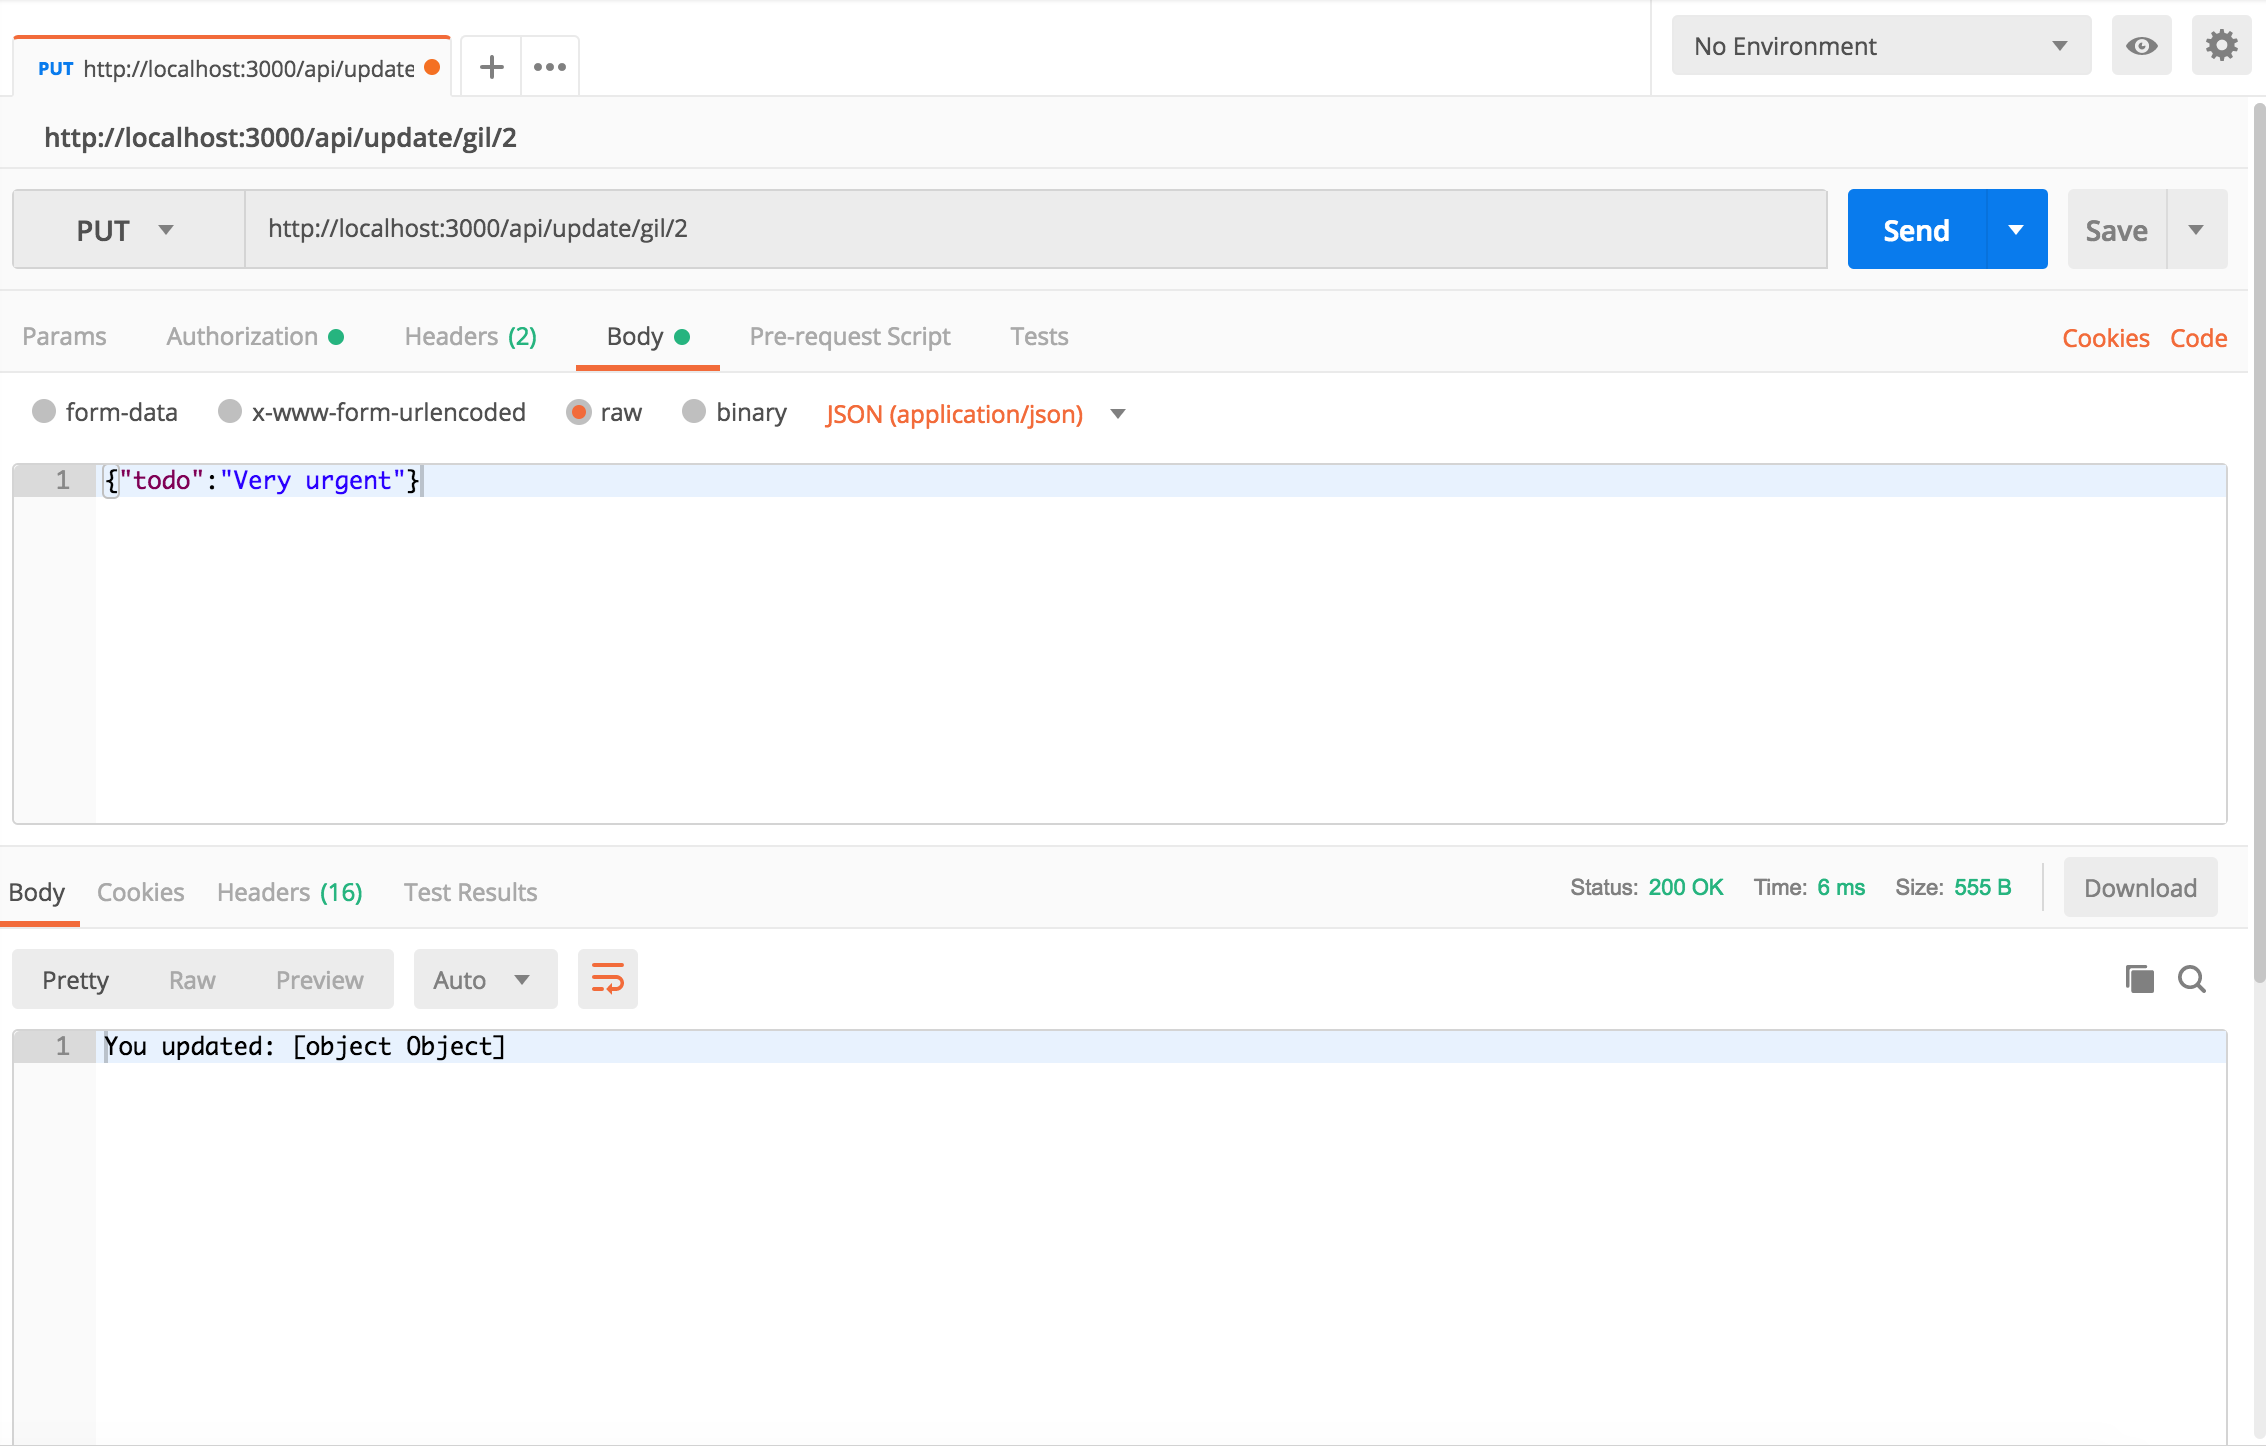 PUT http://localhost:3000/api/update
No Environment
http://localhost:3000/api/update/gil/2
PUT http://localhost:3000/api/update/gil/2 Send Save
Params Authorization Headers (2) Body Pre-request Script Tests Cookies Code
form-data x-www-form-urlencoded raw binary JSON (application/json)
1 {"todo":"Very urgent"}
Body Cookies Headers (16) Test Results Status: 200 OK Time: 6 ms Size: 555 B Download
Pretty Raw Preview Auto
1 You updated: [object Object]